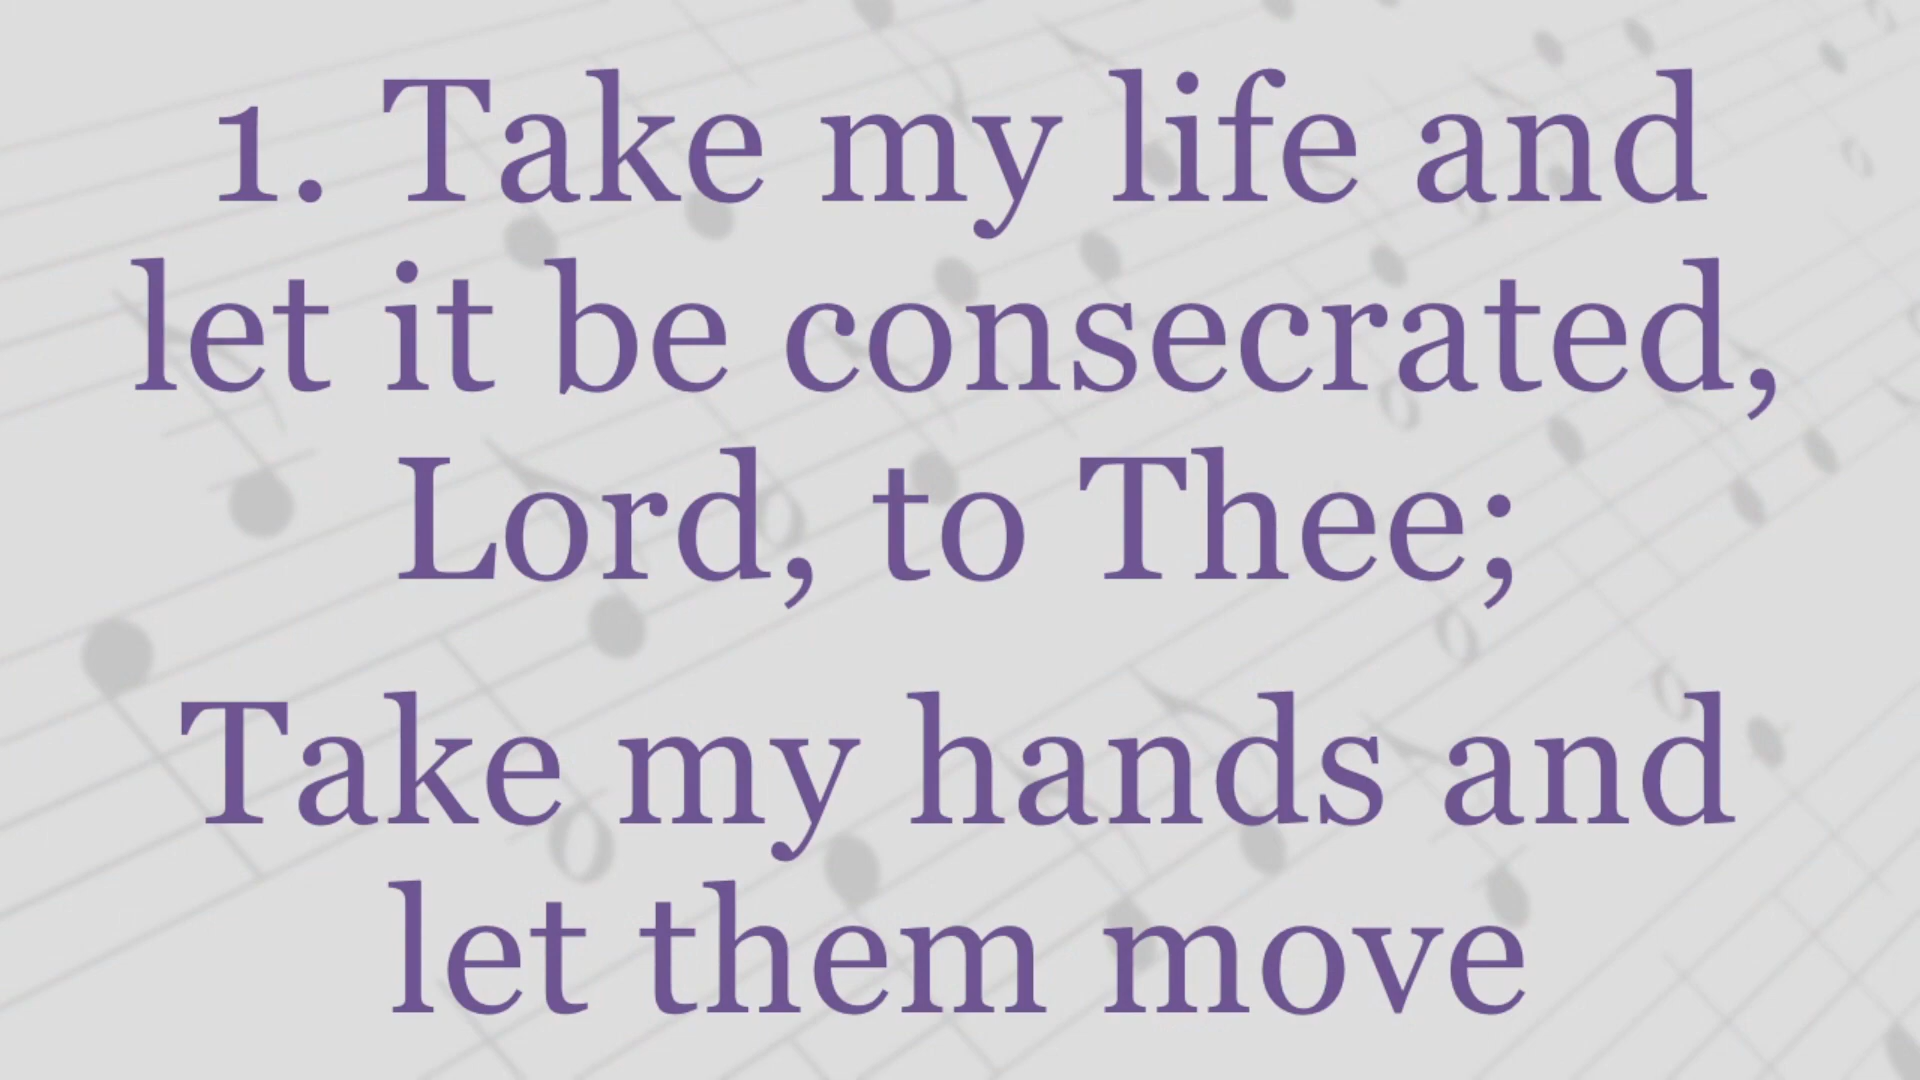 1. Take my life and
let it be consecrated,
Lord, to Thee;
Take my hands and
let them move